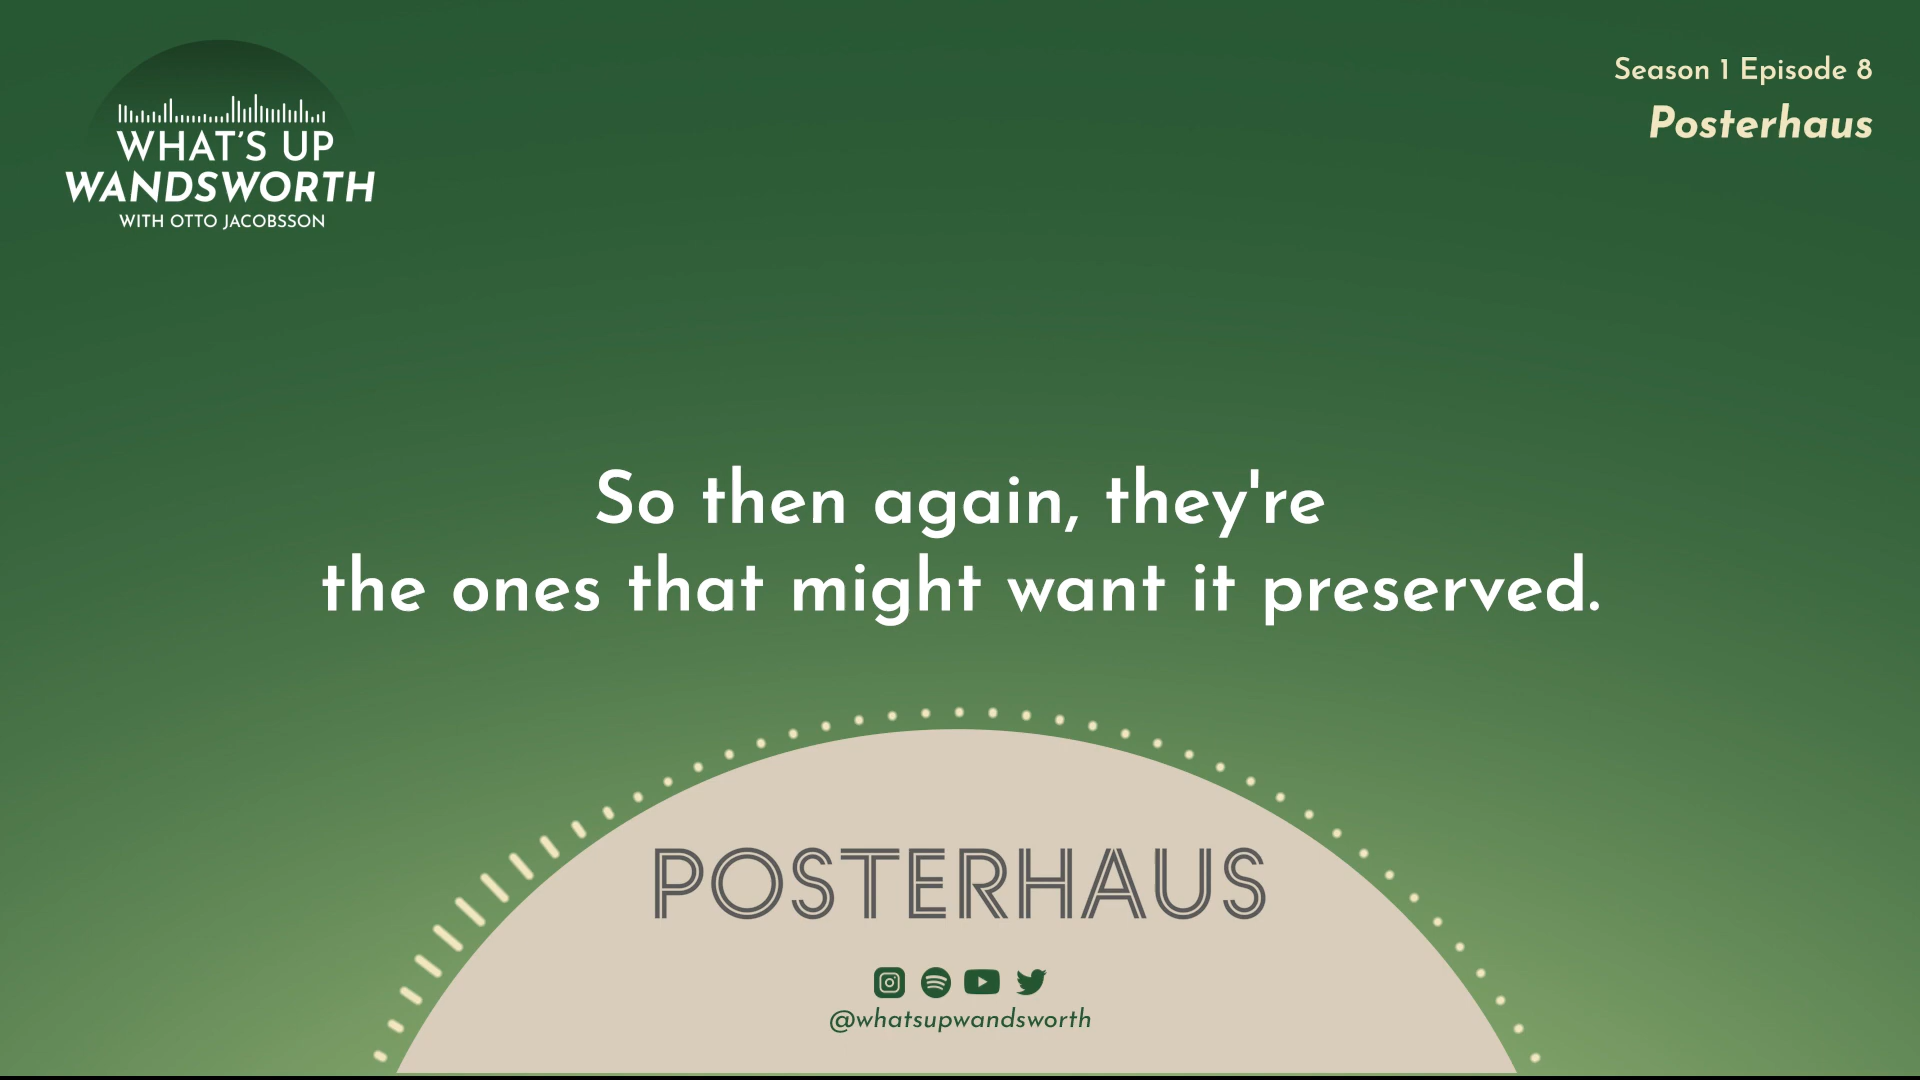 WHAT'S UP
WANDSWORTH
WITH OTTO JACOBSSON
Season 1 Episode 8
Posterhaus
So then again, they're
the ones that might want it preserved.
POSTERHAUS
@whatsupwandsworth